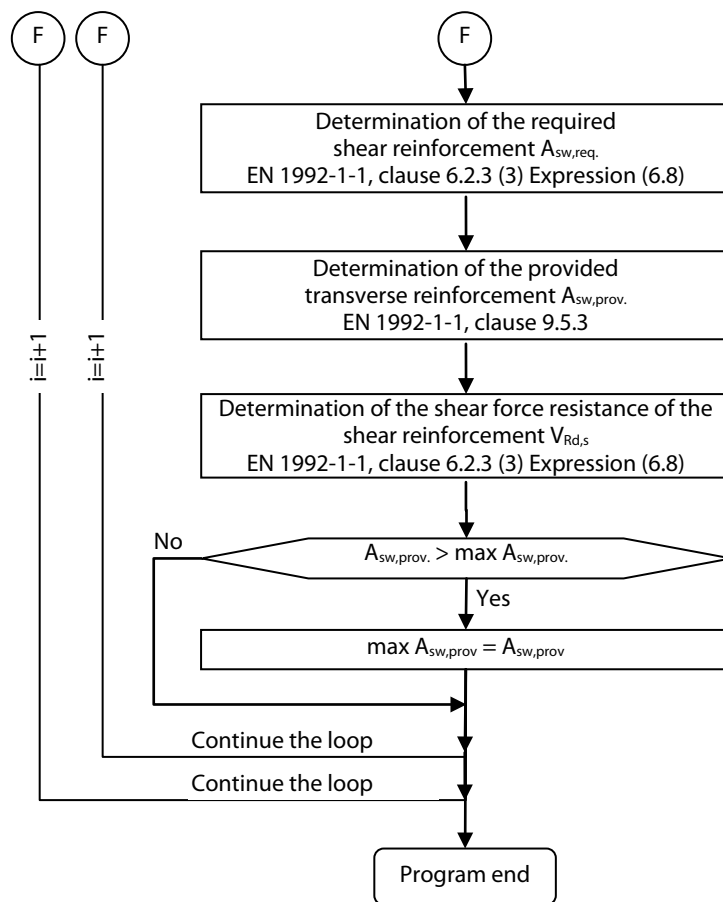 F F F
Determination of the required
shear reinforcement Asw,req.
EN 1992-1-1, clause 6.2.3 (3) Expression (6.8)
Determination of the provided
transverse reinforcement Asw,prov.
EN 1992-1-1, clause 9.5.3
i=i+1
i=i+1
Determination of the shear force resistance of the
shear reinforcement VRd,s
EN 1992-1-1, clause 6.2.3 (3) Expression (6.8)
No
Asw,prov. > max Asw,prov.
Yes
max Asw,prov = Asw,prov
Continue the loop
Continue the loop
Program end